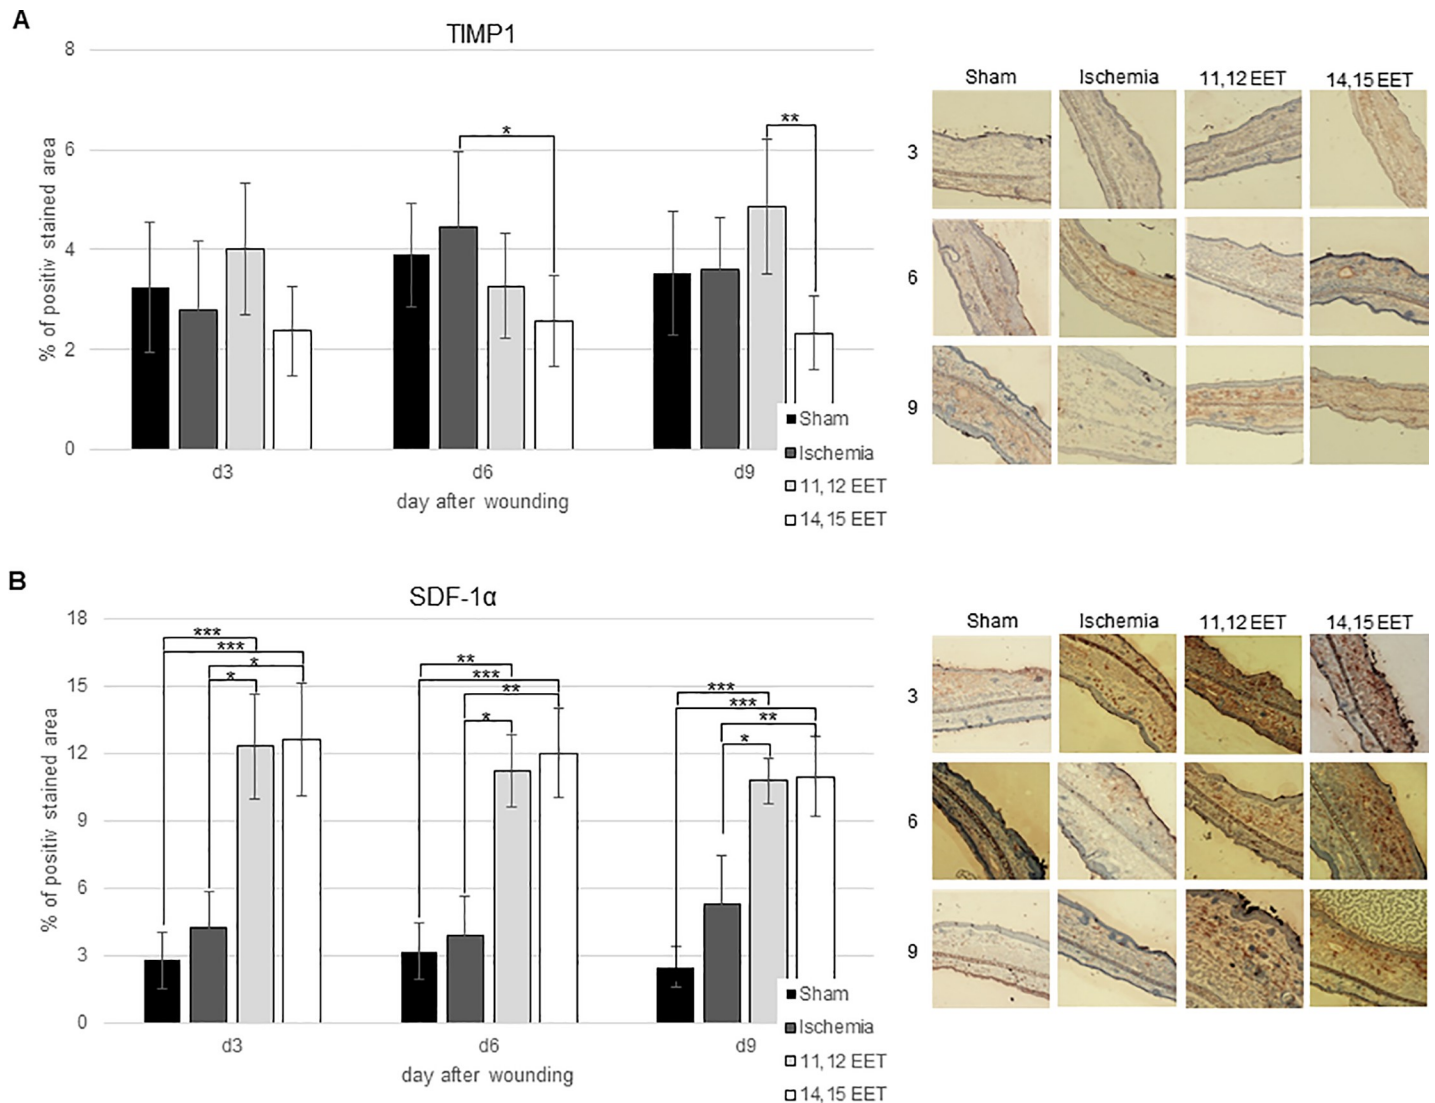 A
TIMP1
8
6
4
2
0
% of positiv stained area
*
**
d3
d6
d9
day after wounding
Sham
Ischemia
11,12 EET
14,15 EET
Sham
Ischemia
11,12 EET
14,15 EET
3
6
9
B
SDF-1α
18
15
12
9
6
3
0
% of positiv stained area
***
***
*
*
**
***
**
*
***
***
**
*
d3
d6
d9
day after wounding
Sham
Ischemia
11,12 EET
14,15 EET
Sham
Ischemia
11,12 EET
14,15 EET
3
6
9